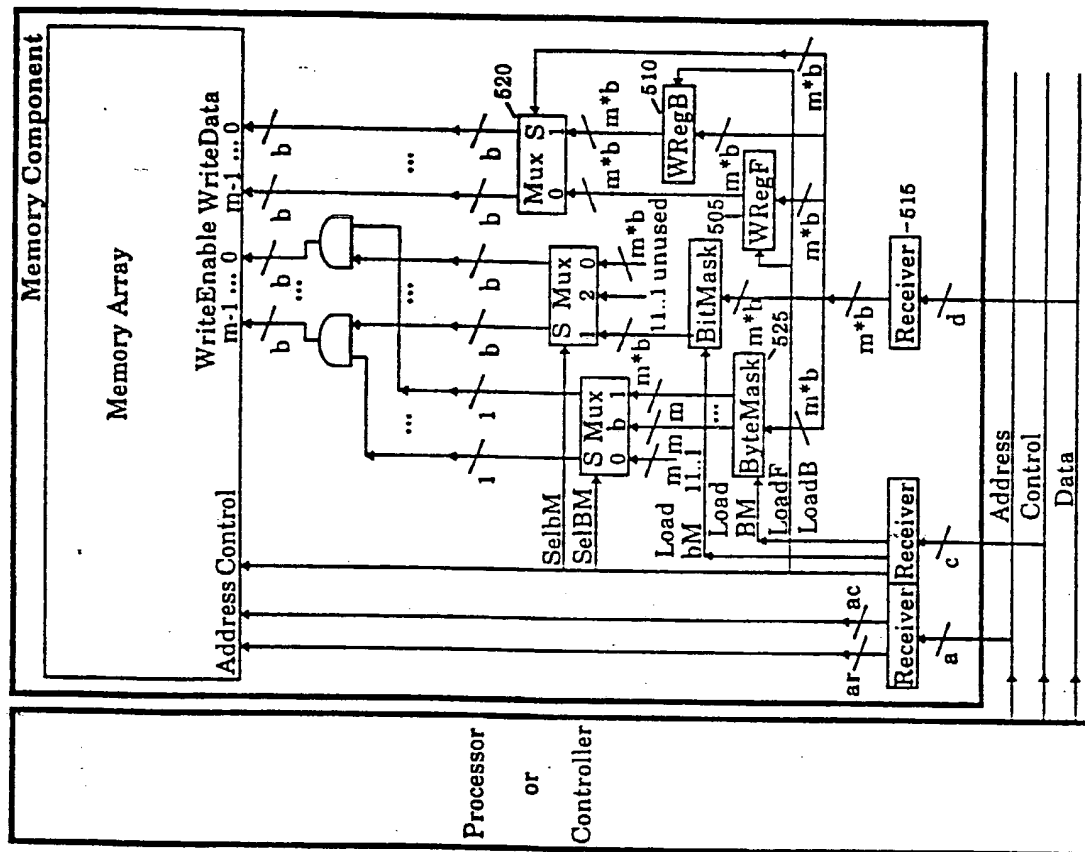 Memory Component
Memory Array
Address Control
WriteEnable WriteData
m-1 ... 0
m-1 ... 0
b
...
b
b
...
b
...
...
...
520
Mux S
0 1
m*b
m*b
510
WRegB
m*b
m*b
505
WRegF
m*b
m*b
1
1
b
b
b
b
S Mux
0 b 1
S Mux
1 2 0
m*b
11...1 unused
SelbM
SelBM
m
11...1
m
m*b
...
m*b
BitMask
m*b
525
ByteMask
m*b
Load
bM
Load
BM
LoadF
LoadB
ar
ac
Receiver
Receiver
Receiver
515
m*b
a
c
d
Address
Control
Data
Processor
or
Controller